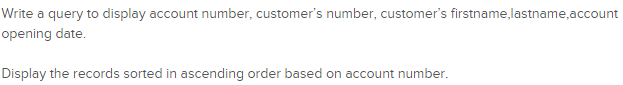 Write a query to display account number, customer’s number, customer’s firstname,lastname,account
opening date.
Display the records sorted in ascending order based on account number.